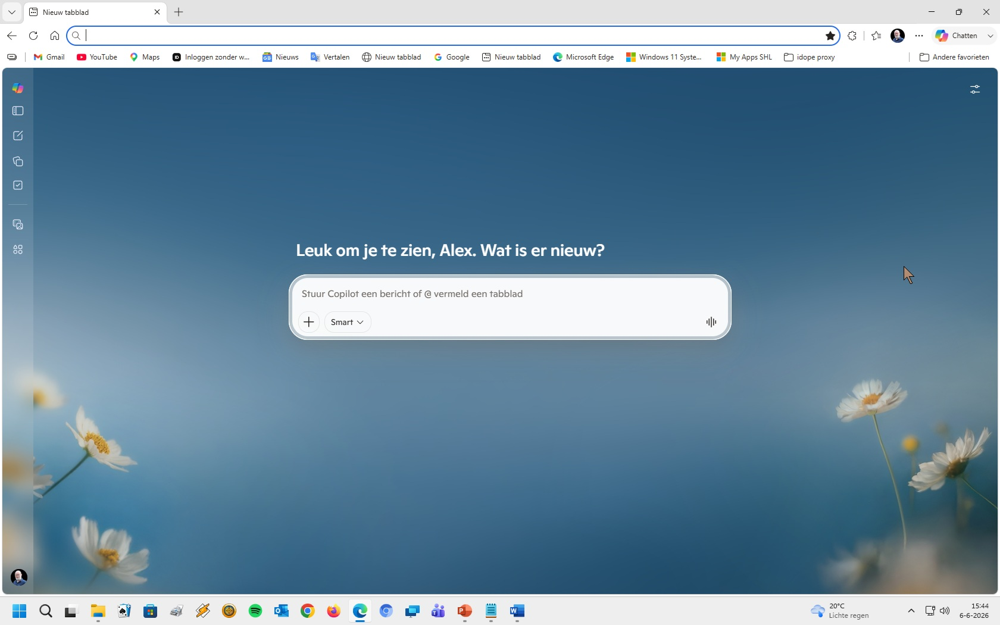 Nieuw tabblad
Chatten
Gmail
YouTube
Maps
Inloggen zonder w...
Nieuws
Vertalen
Nieuw tabblad
Google
Nieuw tabblad
Microsoft Edge
Windows 11 Syste...
My Apps SHL
idope proxy
Andere favorieten
Leuk om je te zien, Alex. Wat is er nieuw?
Stuur Copilot een bericht of @ vermeld een tabblad
Smart
20°C
Lichte regen
15:44
6-6-2026